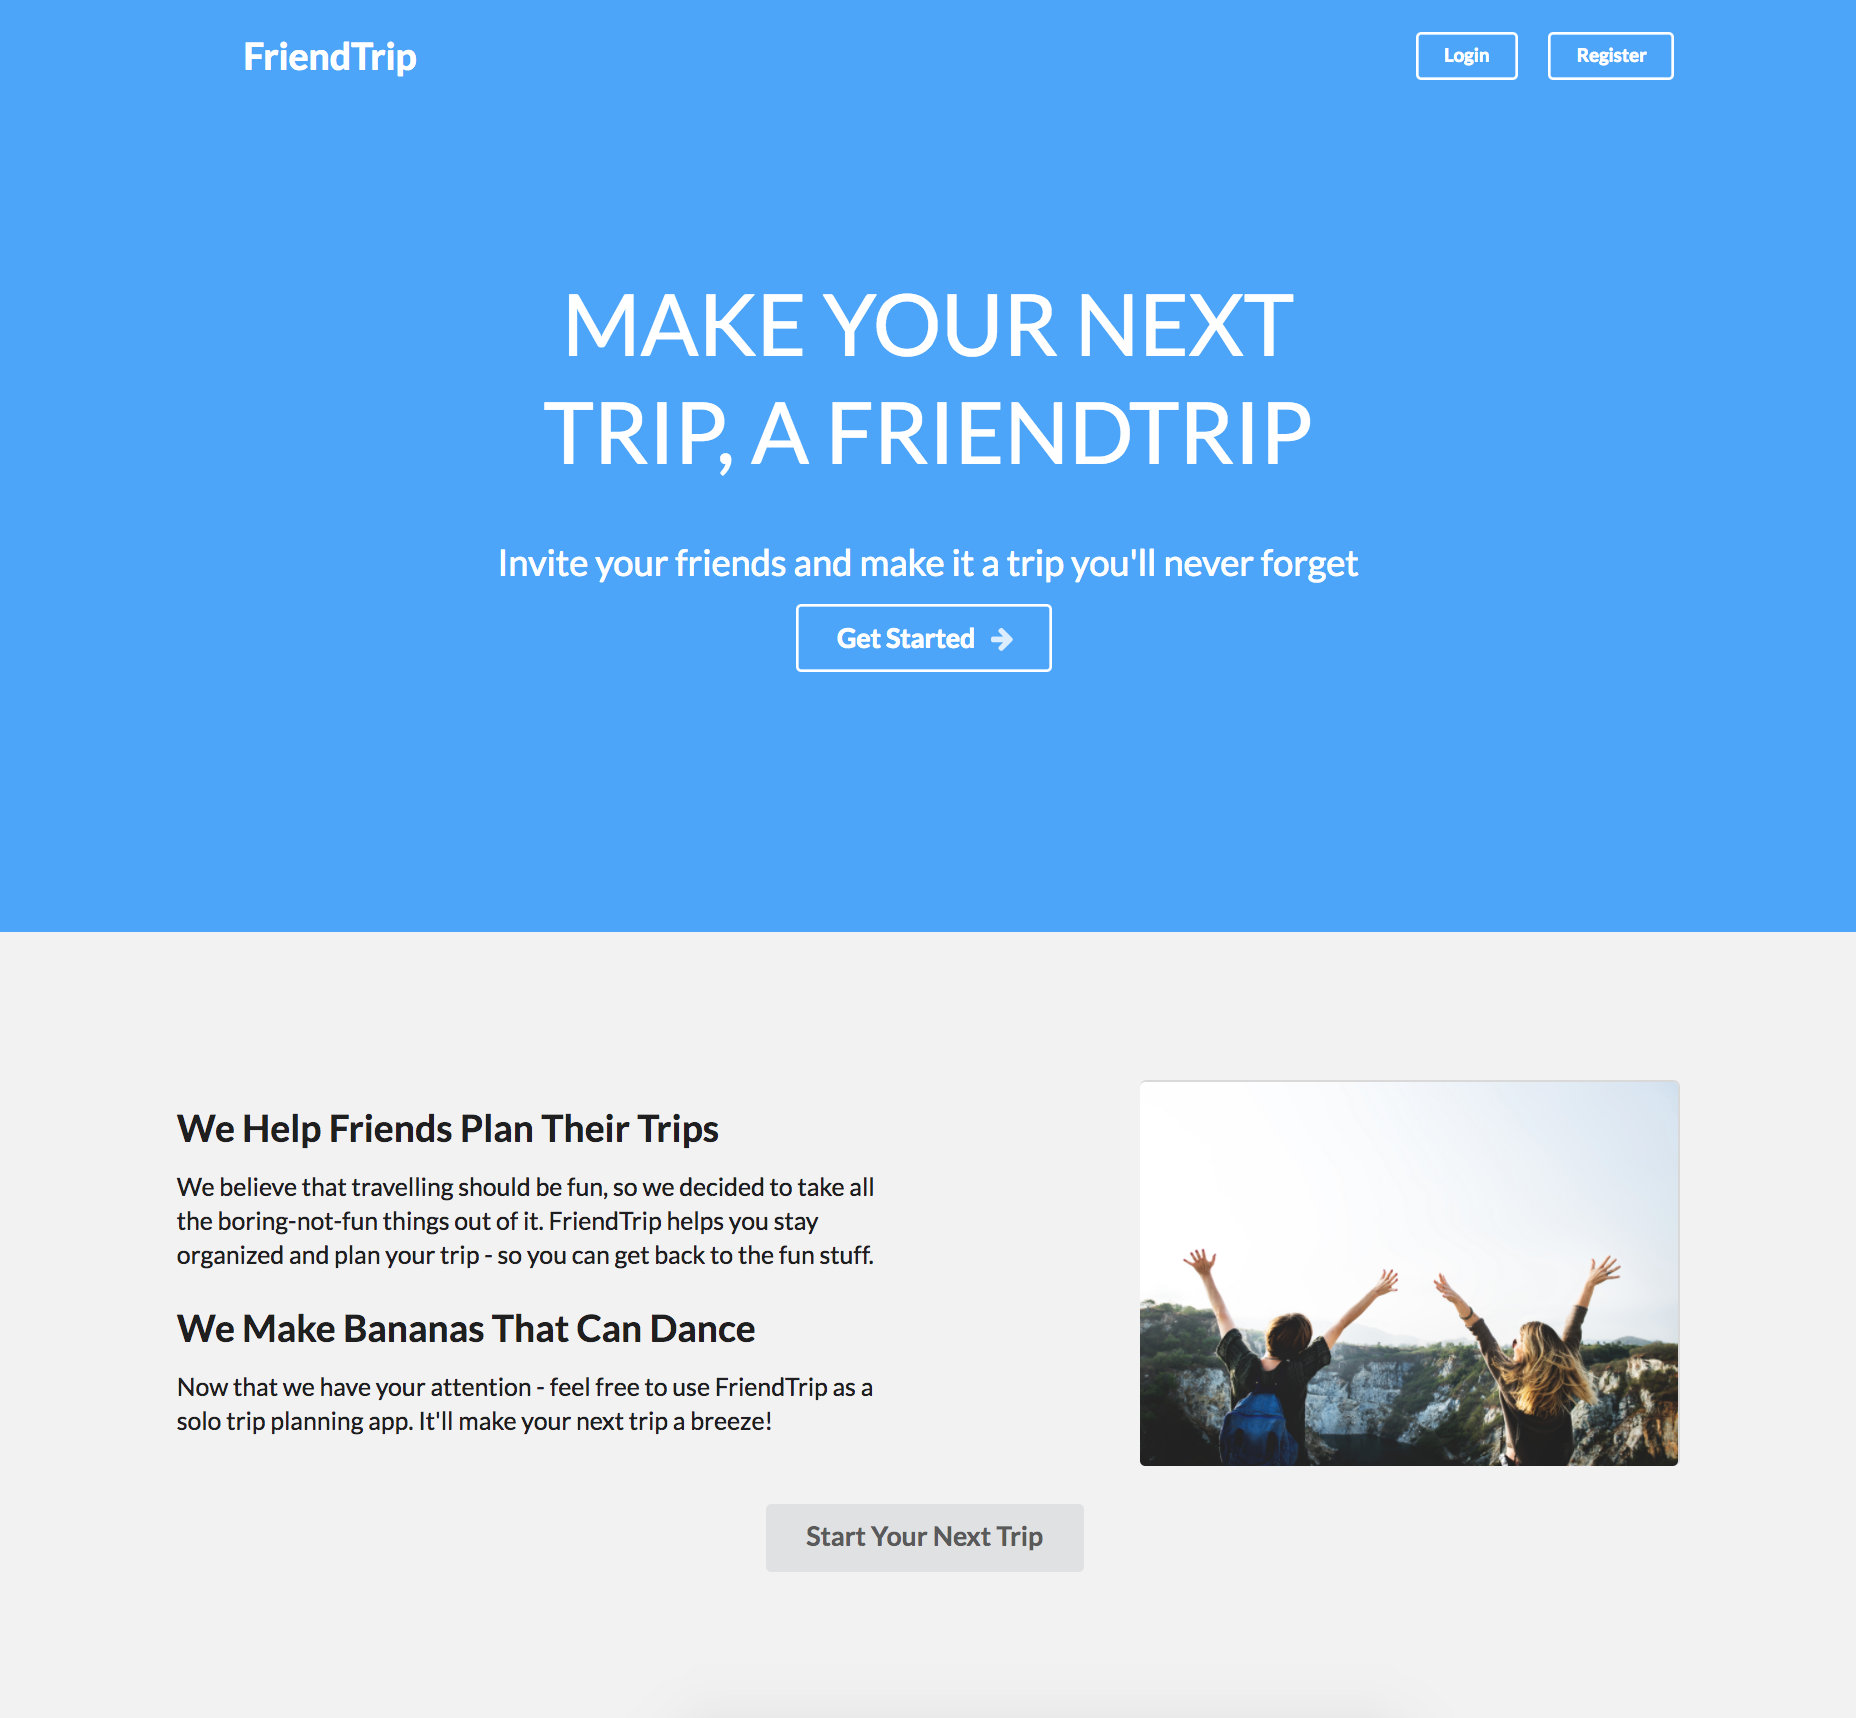 FriendTrip
Login
Register
MAKE YOUR NEXT
TRIP, A FRIENDTRIP
Invite your friends and make it a trip you'll never forget
Get Started
We Help Friends Plan Their Trips
We believe that travelling should be fun, so we decided to take all
the boring-not-fun things out of it. FriendTrip helps you stay
organized and plan your trip - so you can get back to the fun stuff.
We Make Bananas That Can Dance
Now that we have your attention - feel free to use FriendTrip as a
solo trip planning app. It'll make your next trip a breeze!
Start Your Next Trip